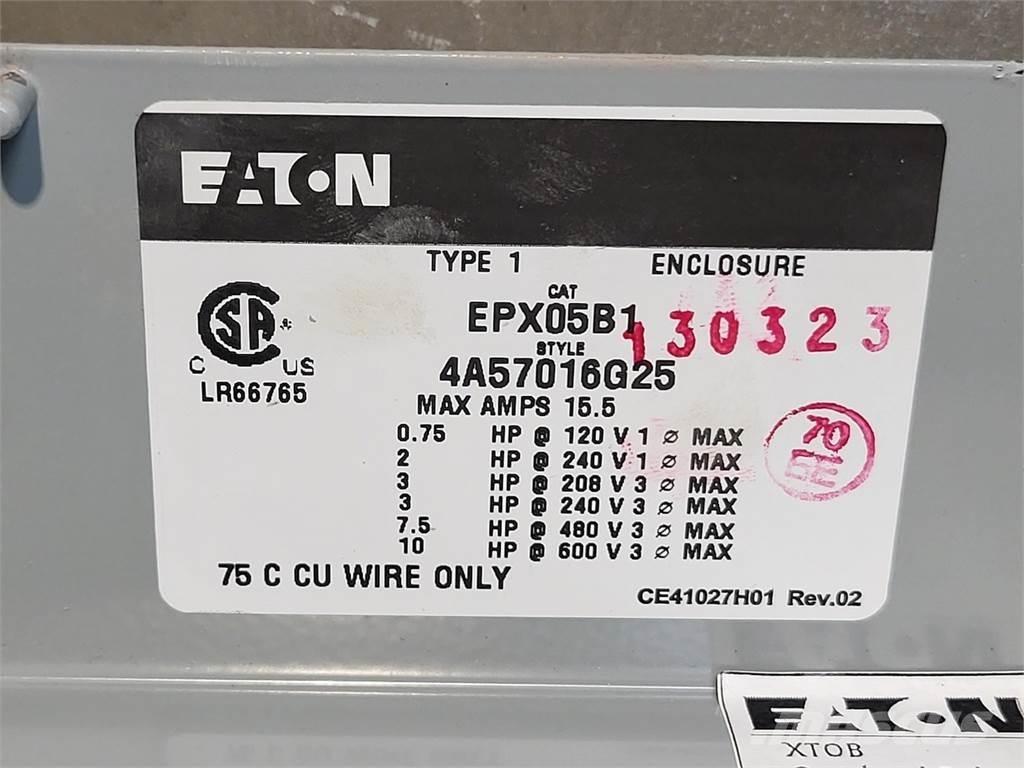 EATON
TYPE 1 ENCLOSURE
CAT
EPX05B1
130323
STYLE
4A57016G25
MAX AMPS 15.5
0.75 HP @ 120 V 1 ⌀ MAX
2 HP @ 240 V 1 ⌀ MAX
3 HP @ 208 V 3 ⌀ MAX
3 HP @ 240 V 3 ⌀ MAX
7.5 HP @ 480 V 3 ⌀ MAX
10 HP @ 600 V 3 ⌀ MAX
SA
C US
LR66765
70
75 C CU WIRE ONLY
CE41027H01 Rev.02
EATON
XTOB